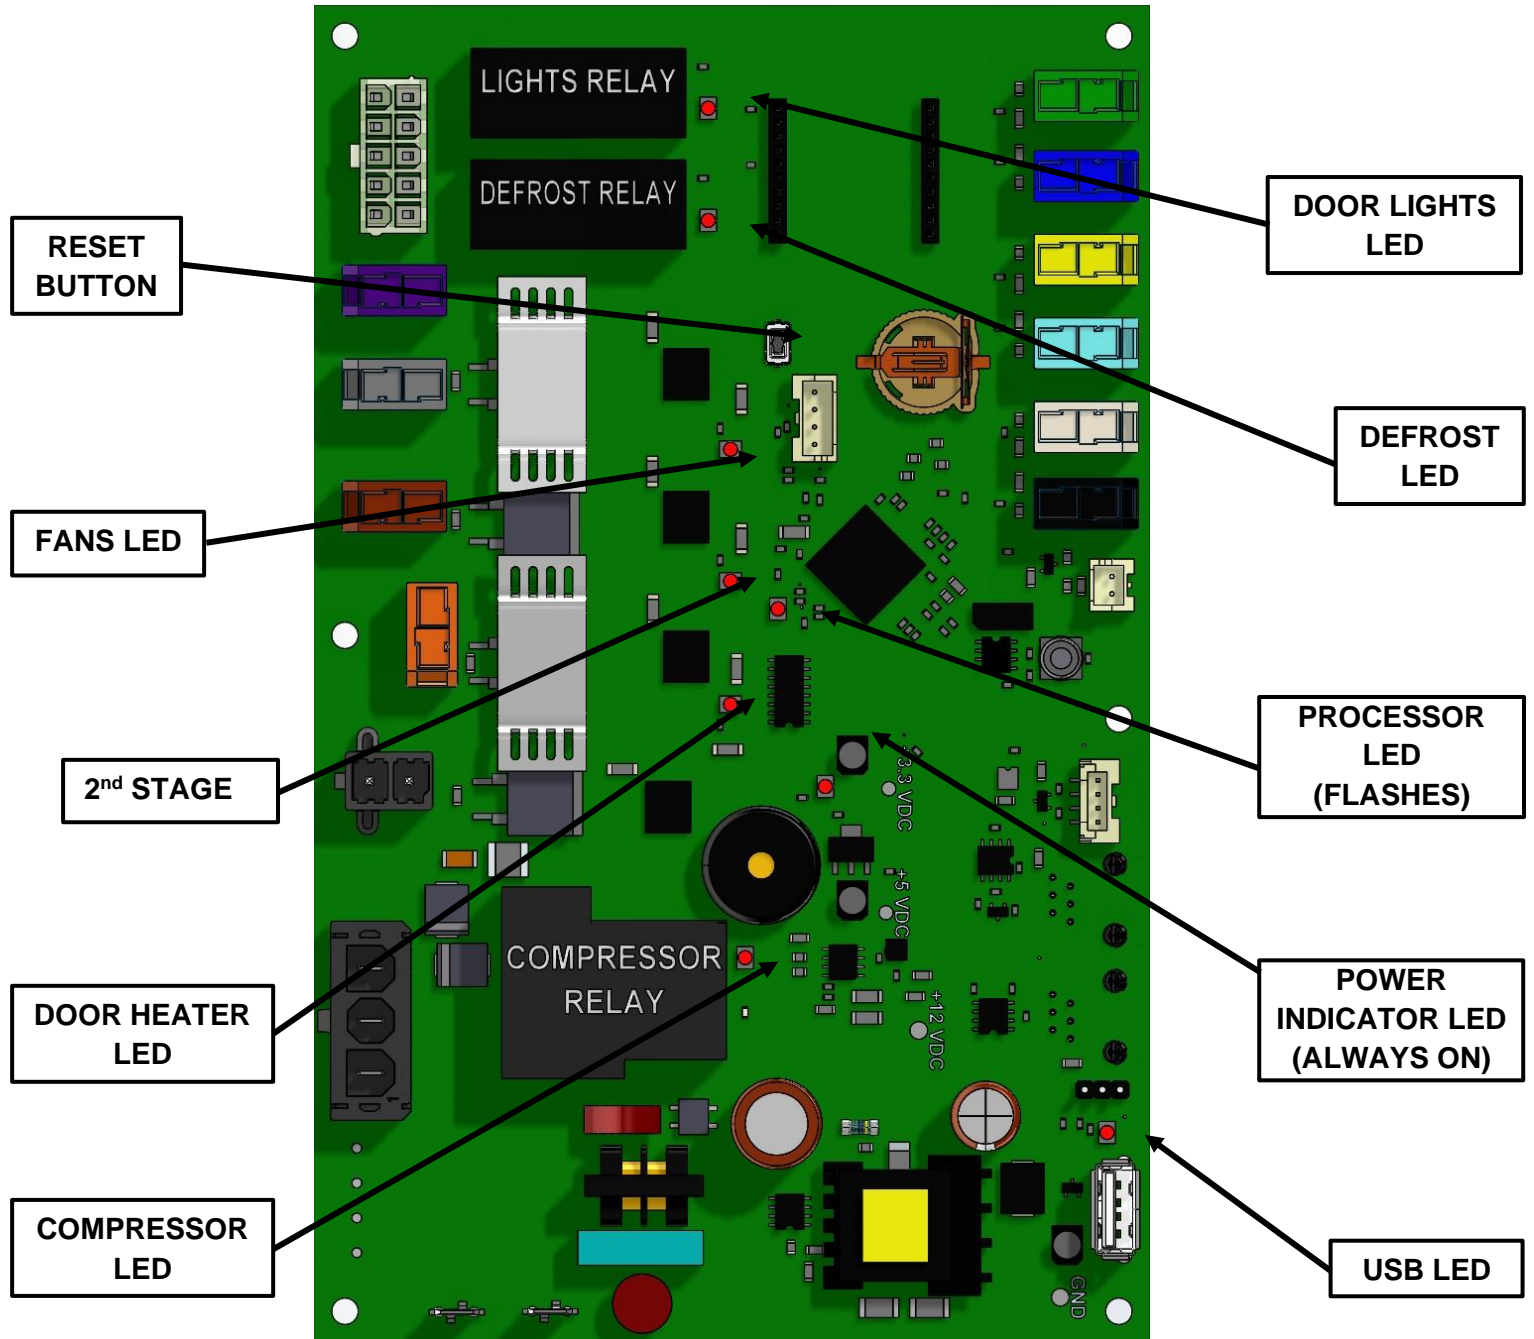 LIGHTS RELAY
DEFROST RELAY
DOOR LIGHTS
LED
RESET
BUTTON
DEFROST
LED
FANS LED
PROCESSOR
LED
(FLASHES)
2nd STAGE
+3.3 VDC
+5 VDC
COMPRESSOR
RELAY
+12 VDC
DOOR HEATER
LED
POWER
INDICATOR LED
(ALWAYS ON)
1
COMPRESSOR
LED
USB LED
GND